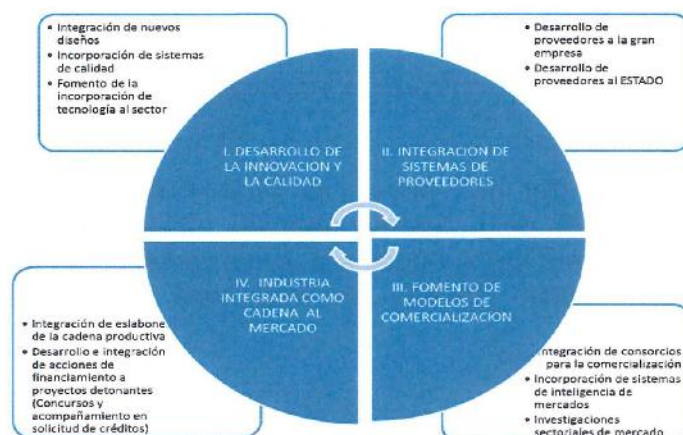 • Integración de nuevos
diseños
• Incorporación de sistemas
de calidad
• Fomento de la
incorporación de
tecnología al sector
• Desarrollo de
proveedores a la gran
empresa
• Desarrollo de
proveedores al ESTADO
I. DESARROLLO DE
LA INNOVACION Y
LA CALIDAD
II. INTEGRACION DE
SISTEMAS DE
PROVEEDORES
IV. INDUSTRIA
INTEGRADA COMO
CADENA AL
MERCADO
III. FOMENTO DE
MODELOS DE
COMERCIALIZACION
• Integración de eslabone
de la cadena productiva
• Desarrollo e integración
de acciones de
financiamiento a
proyectos detonantes
(Concursos y
acompañamiento en
solicitud de créditos)
Integración de consorcios
para la comercialización
• Incorporación de sistemas
de inteligencia de
mercados
• Investigaciones
sectoriales de mercado